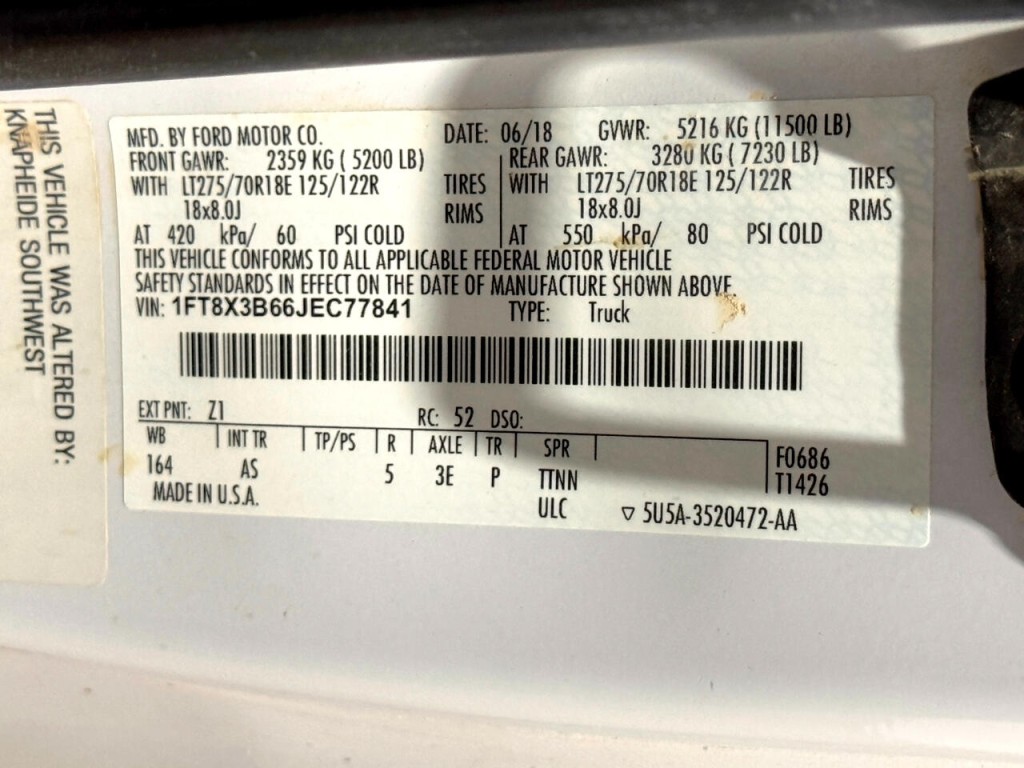 THIS VEHICLE WAS ALTERED BY:
KNAPHEIDE SOUTHWEST
MFD. BY FORD MOTOR CO. DATE: 06/18 GVWR: 5216 KG (11500 LB)
FRONT GAWR: 2359 KG ( 5200 LB) REAR GAWR: 3280 KG ( 7230 LB)
WITH LT275/70R18E 125/122R TIRES WITH LT275/70R18E 125/122R TIRES
18x8.0J RIMS 18x8.0J RIMS
AT 420 kPa/ 60 PSI COLD AT 550 kPa/ 80 PSI COLD
THIS VEHICLE CONFORMS TO ALL APPLICABLE FEDERAL MOTOR VEHICLE
SAFETY STANDARDS IN EFFECT ON THE DATE OF MANUFACTURE SHOWN ABOVE.
VIN: 1FT8X3B66JEC77841 TYPE: Truck
EXT PNT: Z1 RC: 52 DSO:
WB INT TR TP/PS R AXLE TR SPR F0686
164 AS 5 3E P TTNN T1426
MADE IN U.S.A. ULC ▽ 5U5A-3520472-AA